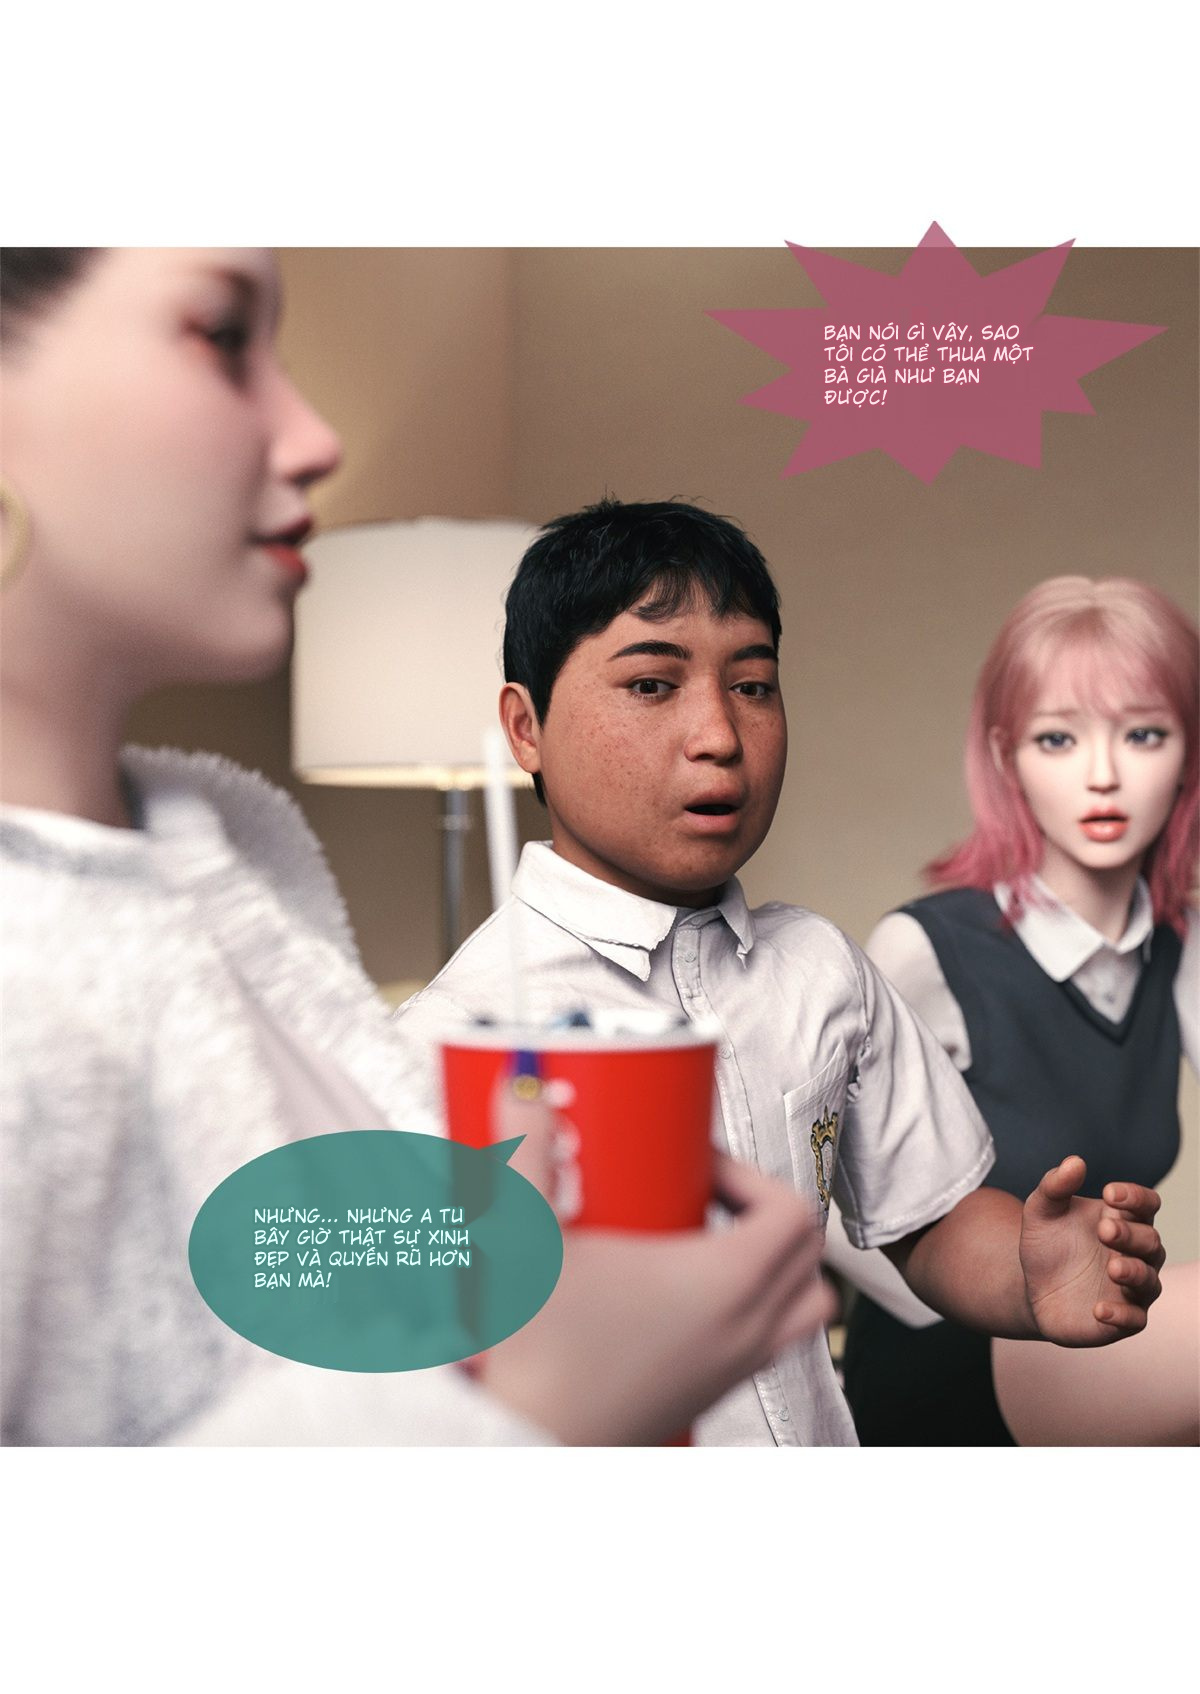 BẠN NÓI GÌ VẬY, SAO
TÔI CÓ THỂ THUA MỘT
BÀ GIÀ NHƯ BẠN
ĐƯỢC!
NHƯNG... NHƯNG A TU
BÂY GIỜ THẬT SỰ XINH
ĐẸP VÀ QUYẾN RŨ HƠN
BẠN MÀ!